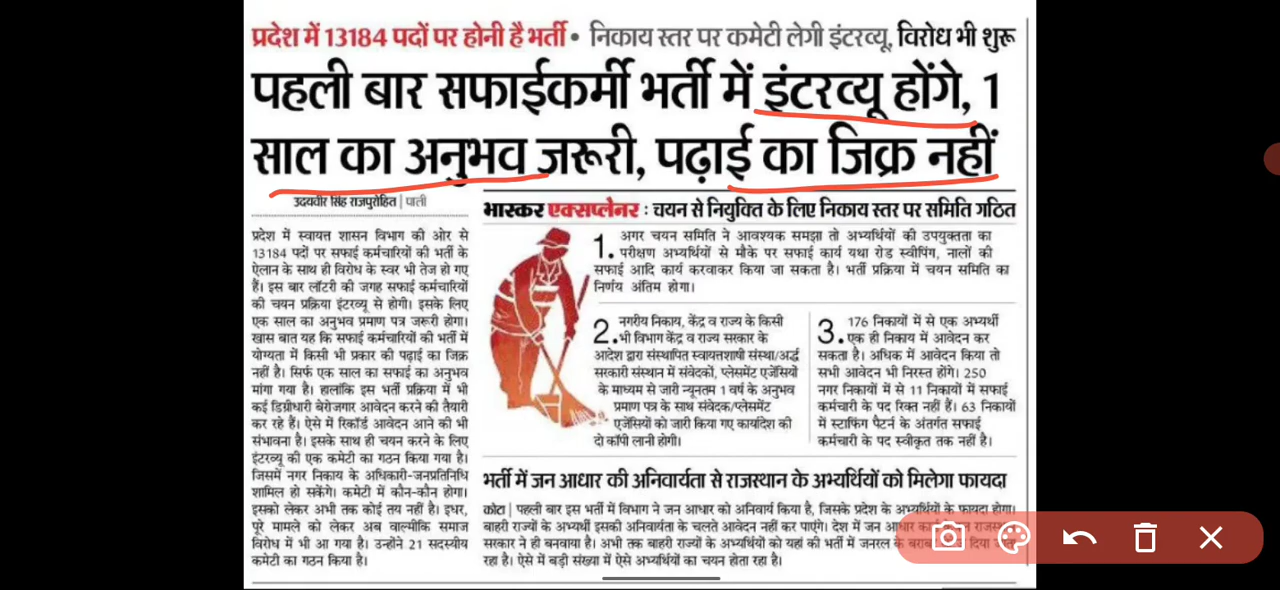 प्रदेश में 13184 पदों पर होनी है भर्ती • निकाय स्तर पर कमेटी लेगी इंटरव्यू, विरोध भी शुरू
पहली बार सफाईकर्मी भर्ती में इंटरव्यू होंगे, 1
साल का अनुभव जरूरी, पढ़ाई का जिक्र नहीं
उदयवीर सिंह राजपुरोहित | पाली
प्रदेश में स्वायत्त शासन विभाग की ओर से
13184 पदों पर सफाई कर्मचारियों की भर्ती के
ऐलान के साथ ही विरोध के स्वर भी तेज हो गए
हैं। इस बार लॉटरी की जगह सफाई कर्मचारियों
की चयन प्रक्रिया इंटरव्यू से होगी। इसके लिए
एक साल का अनुभव प्रमाण पत्र जरूरी होगा।
खास बात यह कि सफाई कर्मचारियों की भर्ती में
योग्यता में किसी भी प्रकार की पढ़ाई का जिक्र
नहीं है। सिर्फ एक साल का सफाई का अनुभव
मांगा गया है। हालांकि इस भर्ती प्रक्रिया में भी
कई डिग्रीधारी बेरोजगार आवेदन करने की तैयारी
कर रहे हैं। ऐसे में रिकॉर्ड आवेदन आने की भी
संभावना है। इसके साथ ही चयन करने के लिए
इंटरव्यू की एक कमेटी का गठन किया गया है।
जिसमें नगर निकाय के अधिकारी-जनप्रतिनिधि
शामिल हो सकेंगे। कमेटी में कौन-कौन होगा।
इसको लेकर अभी तक कोई तय नहीं है। इधर,
पूरे मामले को लेकर अब वाल्मीकि समाज
विरोध में भी आ गया है। उन्होंने 21 सदस्यीय
कमेटी का गठन किया है।
भास्कर एक्सप्लेनर : चयन से नियुक्ति के लिए निकाय स्तर पर समिति गठित
1. अगर चयन समिति ने आवश्यक समझा तो अभ्यर्थियों की उपयुक्तता का
परीक्षण अभ्यर्थियों से मौके पर सफाई कार्य यथा रोड स्वीपिंग, नालों की
सफाई आदि कार्य करवाकर किया जा सकता है। भर्ती प्रक्रिया में चयन समिति का
निर्णय अंतिम होगा।
2. नगरीय निकाय, केंद्र व राज्य के किसी
भी विभाग केंद्र व राज्य सरकार के
आदेश द्वारा संस्थापित स्वायत्तशाषी संस्था/अर्द्ध
सरकारी संस्थान में संवेदकों, प्लेसमेंट एजेंसियों
के माध्यम से जारी न्यूनतम 1 वर्ष के अनुभव
प्रमाण पत्र के साथ संवेदक/प्लेसमेंट
एजेंसियों को जारी किया गए कार्यादेश की
दो कॉपी लानी होगी।
3. 176 निकायों में से एक अभ्यर्थी
एक ही निकाय में आवेदन कर
सकता है। अधिक में आवेदन किया तो
सभी आवेदन भी निरस्त होंगे। 250
नगर निकायों में से 11 निकायों में सफाई
कर्मचारी के पद रिक्त नहीं हैं। 63 निकायों
में स्टाफिंग पैटर्न के अंतर्गत सफाई
कर्मचारी के पद स्वीकृत तक नहीं है।
भर्ती में जन आधार की अनिवार्यता से राजस्थान के अभ्यर्थियों को मिलेगा फायदा
कोटा | पहली बार इस भर्ती में विभाग ने जन आधार को अनिवार्य किया है, जिसके प्रदेश के अभ्यर्थियों के फायदा होगा।
बाहरी राज्यों के अभ्यर्थी इसकी अनिवार्यता के चलते आवेदन नहीं कर पाएंगे। देश में जन आधार
सरकार ने ही बनवाया है। अभी तक बाहरी राज्यों के अभ्यर्थियों को यहां की भर्ती में जनरल के बराबर दिया जाता
रहा है। ऐसे में बड़ी संख्या में ऐसे अभ्यर्थियों का चयन होता रहा है।